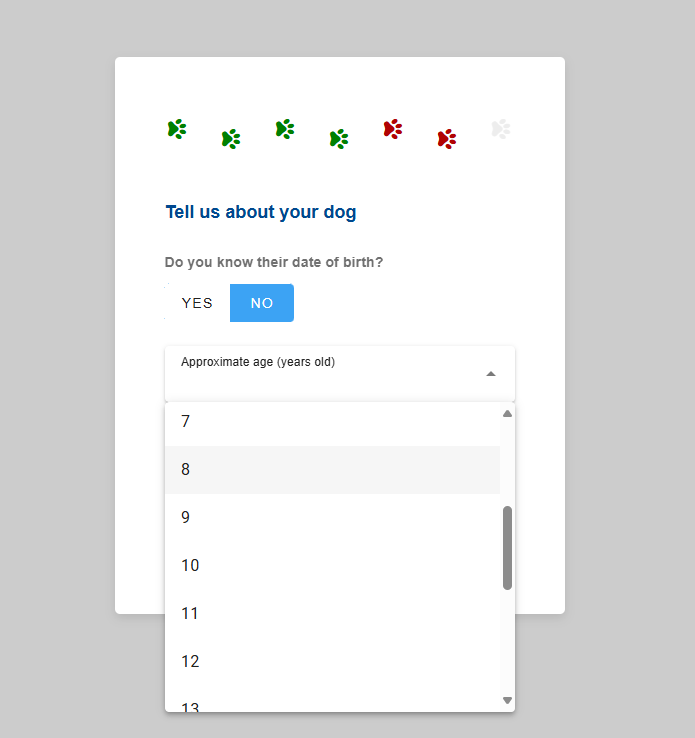 Tell us about your dog
Do you know their date of birth?
YES NO
Approximate age (years old)
7
8
9
10
11
12
13